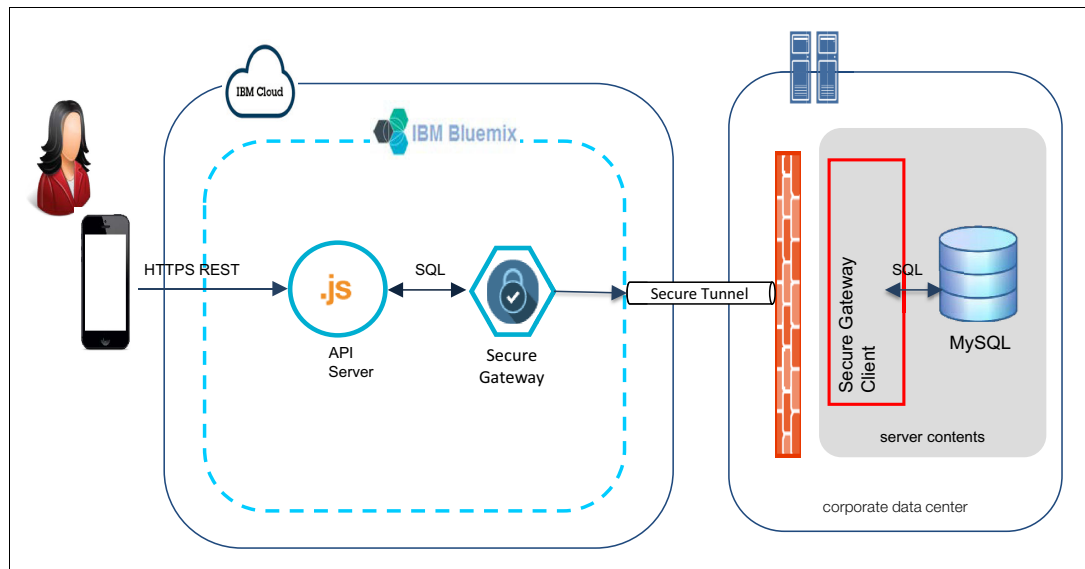 IBM Cloud
IBM Bluemix
HTTPS REST
.js
SQL
API
Server
Secure
Gateway
Secure Tunnel
Secure Gateway
Client
SQL
MySQL
server contents
corporate data center